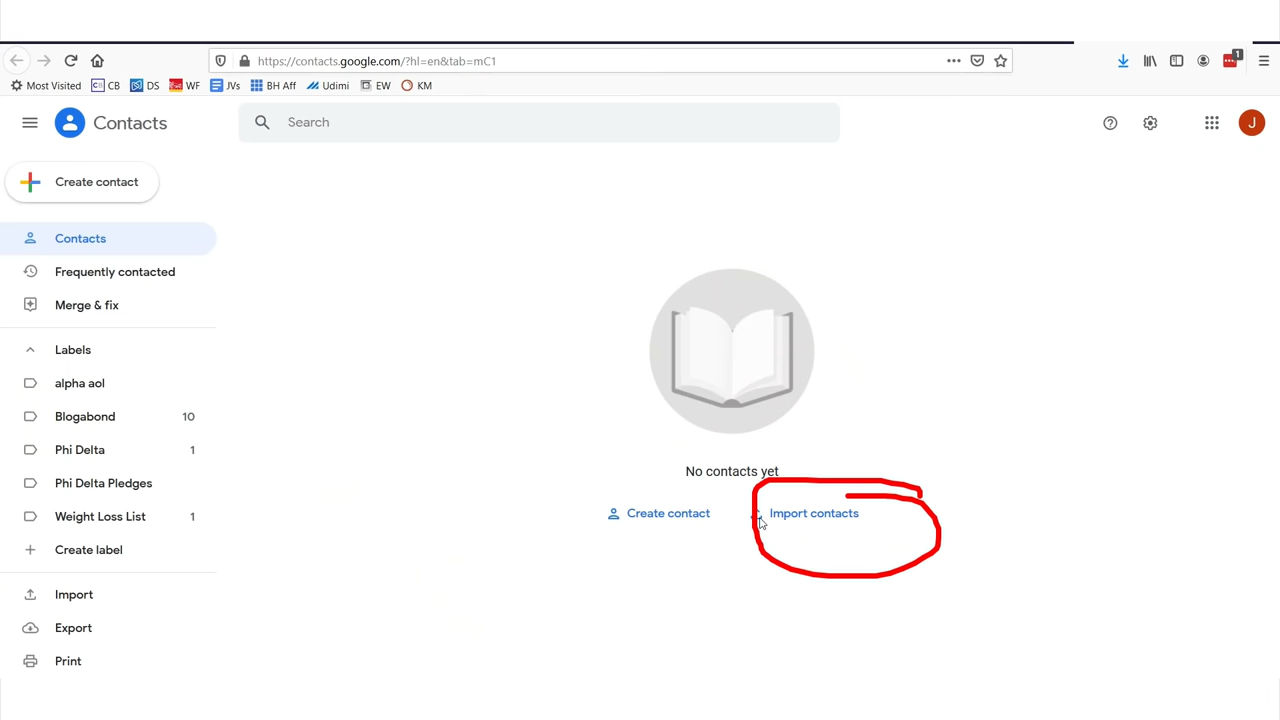 https://contacts.google.com/?hl=en&tab=mC1
1
Most Visited CB DS WF JVs BH Aff Udimi EW KM
Contacts
Search
J
Create contact
Contacts
Frequently contacted
Merge & fix
Labels
alpha aol
Blogabond 10
Phi Delta 1
Phi Delta Pledges
Weight Loss List 1
Create label
Import
Export
Print
No contacts yet
Create contact Import contacts